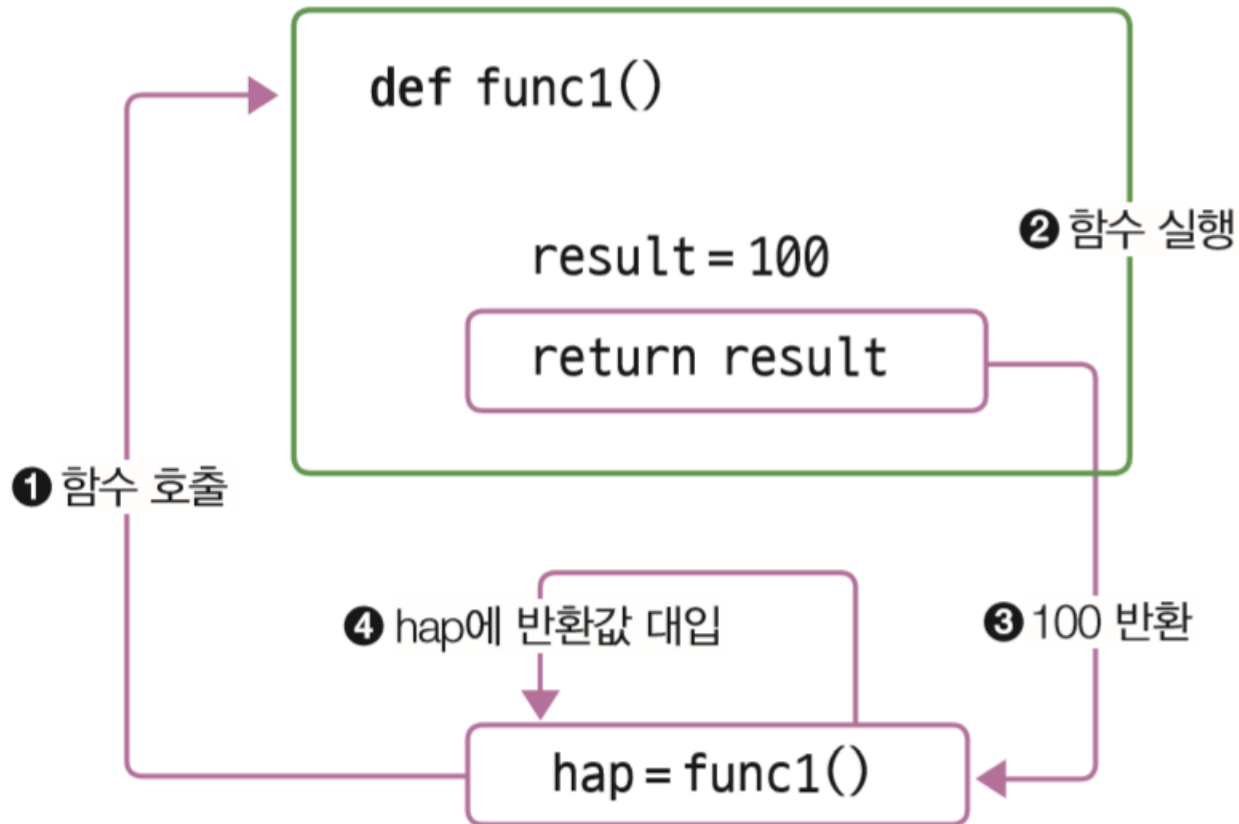 def func1()
❷ 함수 실행
result = 100
return result
❶ 함수 호출
❹ hap에 반환값 대입
❸ 100 반환
hap = func1()